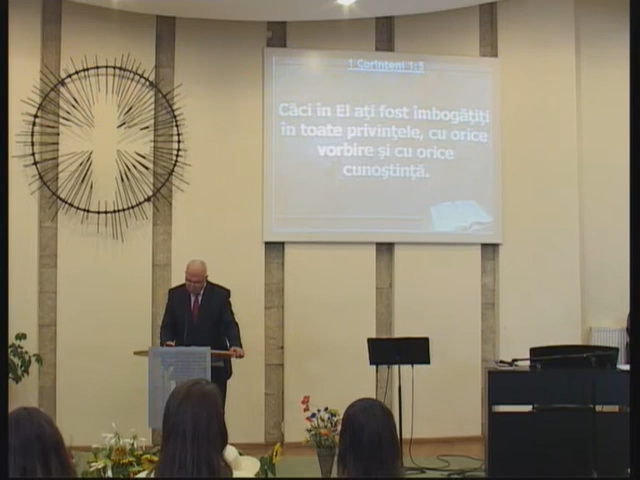 1 Corinteni 1:5
Căci în El aţi fost îmbogăţiţi
în toate privinţele, cu orice
vorbire şi cu orice
cunoştinţă.